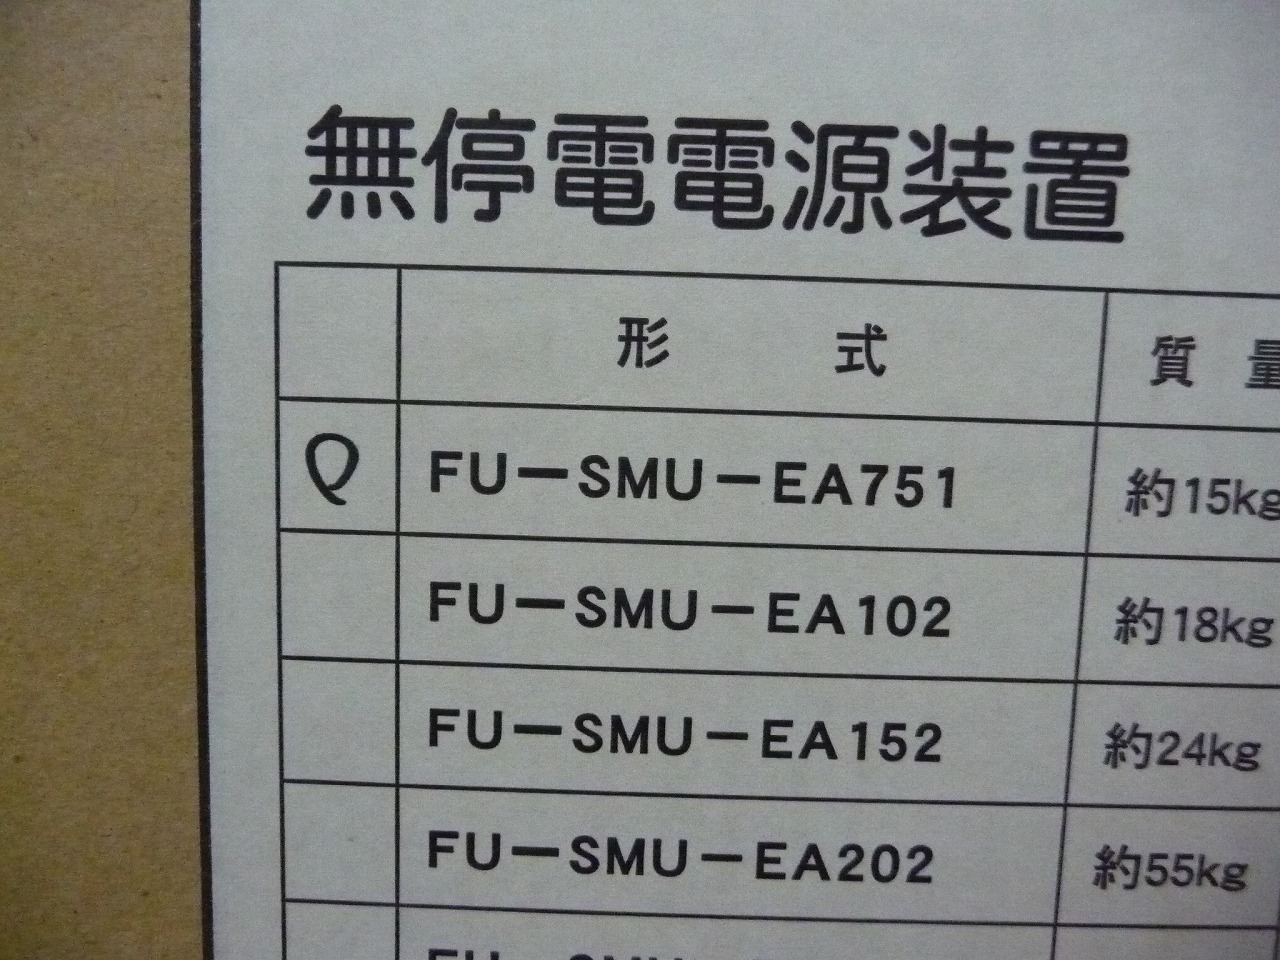 無停電電源装置
形 式 質 量
FU－SMU－EA751 約15kg
FU－SMU－EA102 約18kg
FU－SMU－EA152 約24kg
FU－SMU－EA202 約55kg